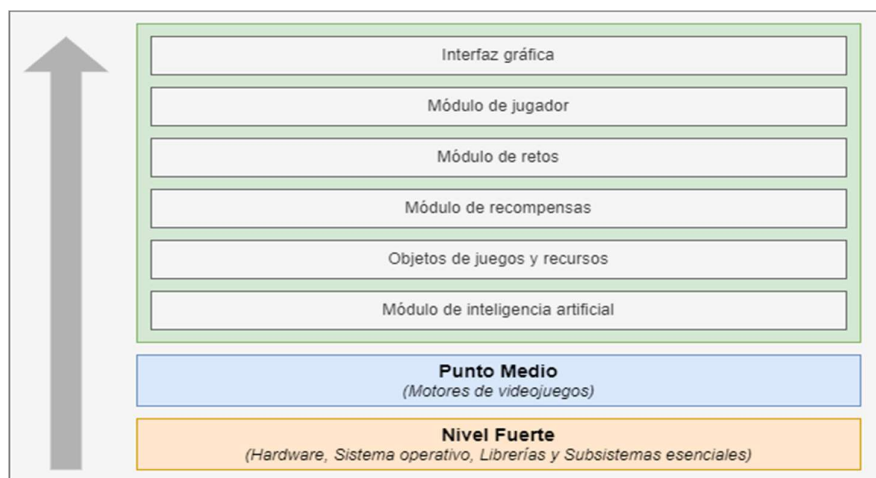 Interfaz gráfica
Módulo de jugador
Módulo de retos
Módulo de recompensas
Objetos de juegos y recursos
Módulo de inteligencia artificial
Punto Medio
(Motores de videojuegos)
Nivel Fuerte
(Hardware, Sistema operativo, Librerías y Subsistemas esenciales)